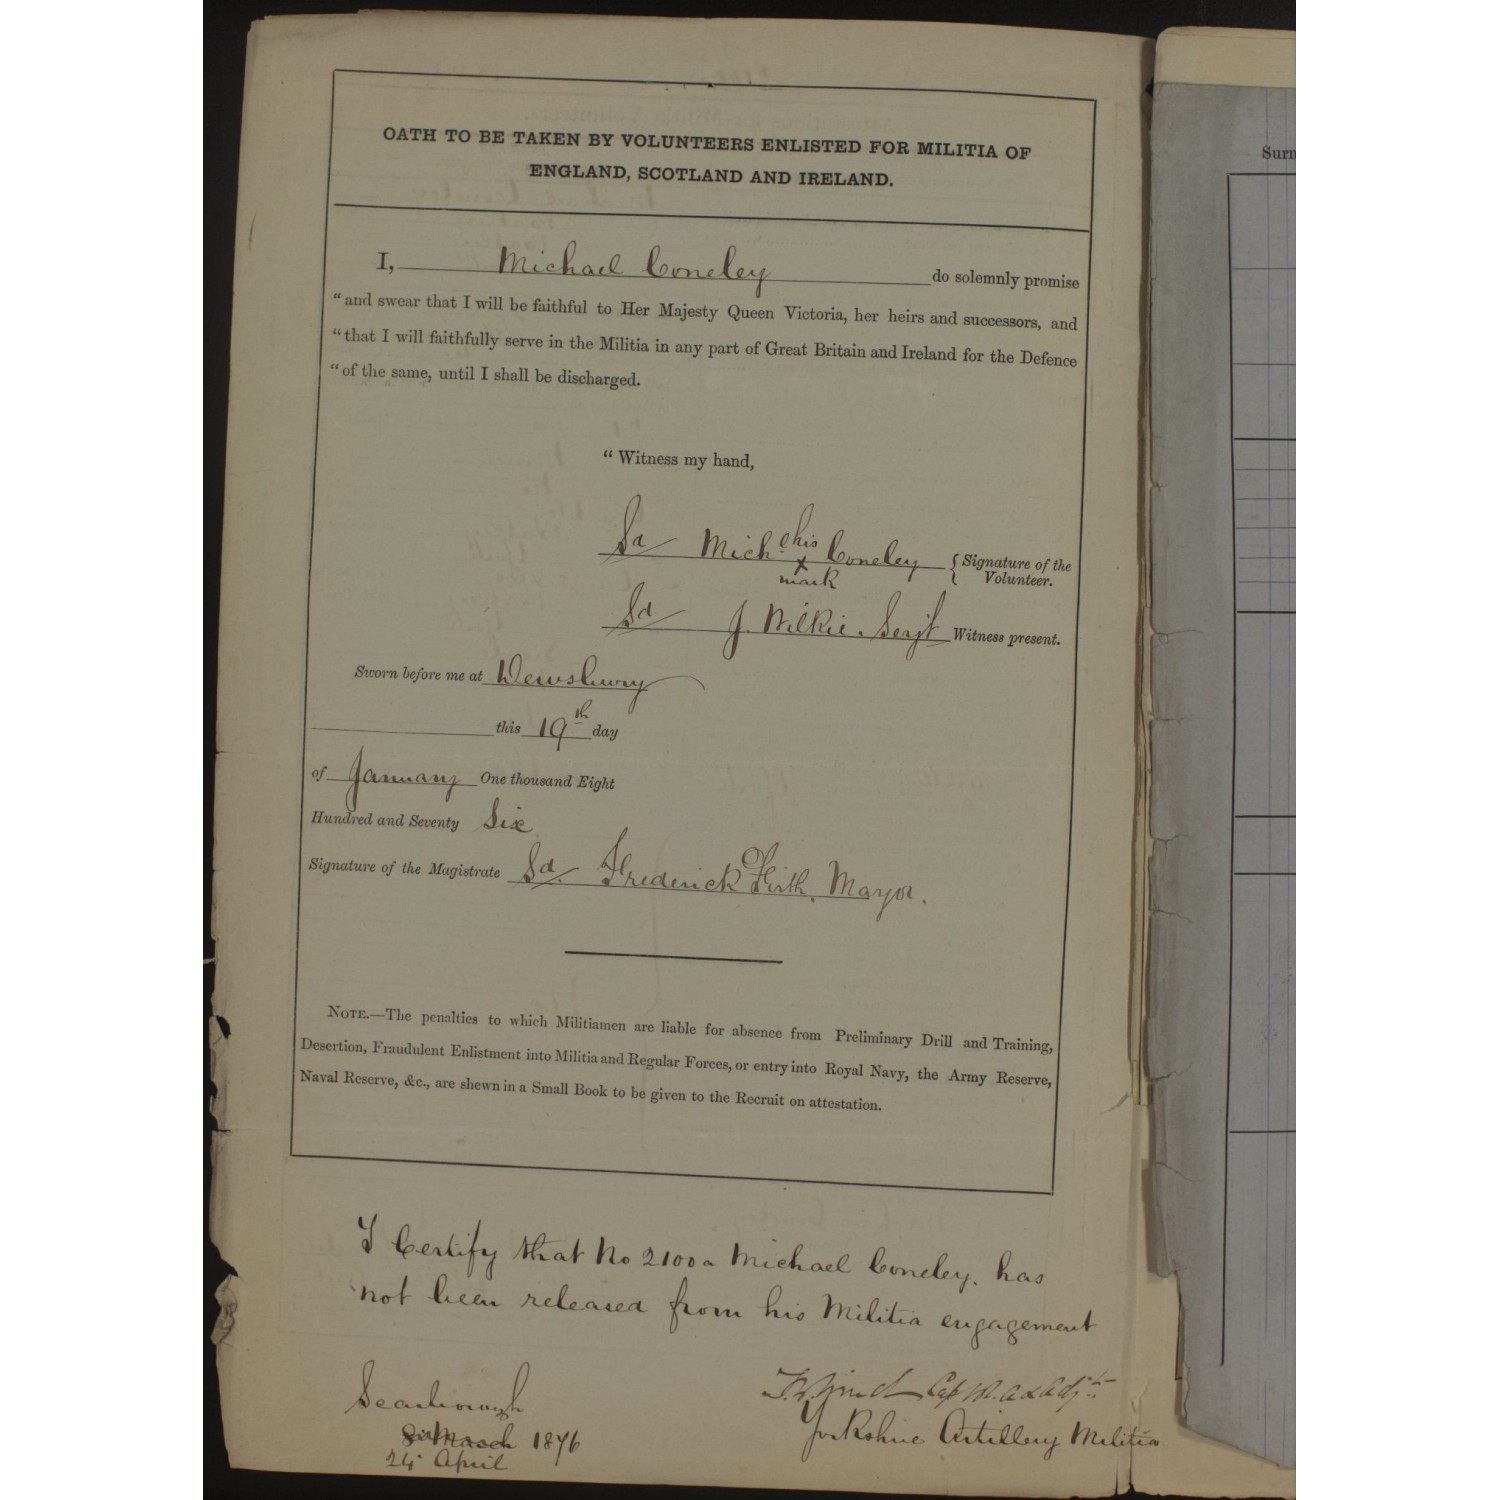 OATH TO BE TAKEN BY VOLUNTEERS ENLISTED FOR MILITIA OF
ENGLAND, SCOTLAND AND IRELAND.
I, Michael Coneley do solemnly promise
"and swear that I will be faithful to Her Majesty Queen Victoria, her heirs and successors, and
"that I will faithfully serve in the Militia in any part of Great Britain and Ireland for the Defence
"of the same, until I shall be discharged.
"Witness my hand,
Sd Mich. his Coneley { Signature of the
x
mark Volunteer.
Sd J. Wilkie. Serjt Witness present.
Sworn before me at Dewsbury
this 19th day
of January One thousand Eight
Hundred and Seventy Six
Signature of the Magistrate Sd. Frederick Firth. Mayor.
NOTE.—The penalties to which Militiamen are liable for absence from Preliminary Drill and Training,
Desertion, Fraudulent Enlistment into Militia and Regular Forces, or entry into Royal Navy, the Army Reserve,
Naval Reserve, &c., are shewn in a Small Book to be given to the Recruit on attestation.
I Certify that No 2100 Michael Coneley. has
not been released from his Militia engagement
Scarborough
March 1876
24 April
Cap R.A & Adjt.
Yorkshire Artillery Militia
Surn